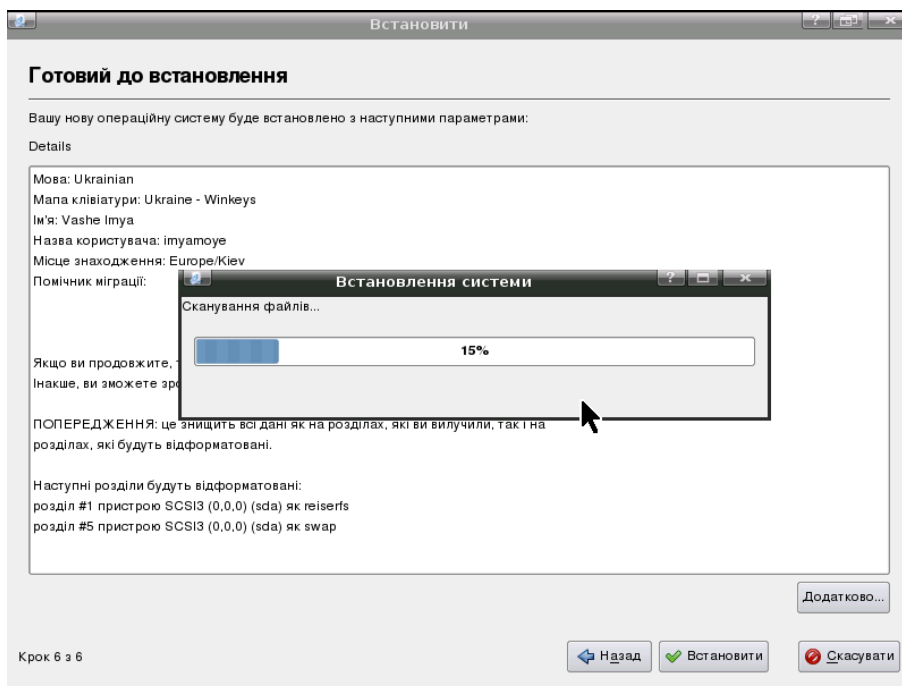 Встановити
Готовий до встановлення
Вашу нову операційну систему буде встановлено з наступними параметрами:
Details
Мова: Ukrainian
Мапа клівіатури: Ukraine - Winkeys
Ім'я: Vashe Imya
Назва користувача: imyamoye
Місце знаходження: Europe/Kiev
Помічник міграції:
Встановлення системи
Сканування файлів...
15%
Якщо ви продовжите,
Інакше, ви зможете
ПОПЕРЕДЖЕННЯ: це знищить всі дані як на розділах, які ви вилучили, так і на
розділах, які будуть відформатовані.
Наступні розділи будуть відформатовані:
розділ #1 пристрою SCSI3 (0,0,0) (sda) як reiserfs
розділ #5 пристрою SCSI3 (0,0,0) (sda) як swap
Додатково...
Крок 6 з 6
Назад
Встановити
Скасувати